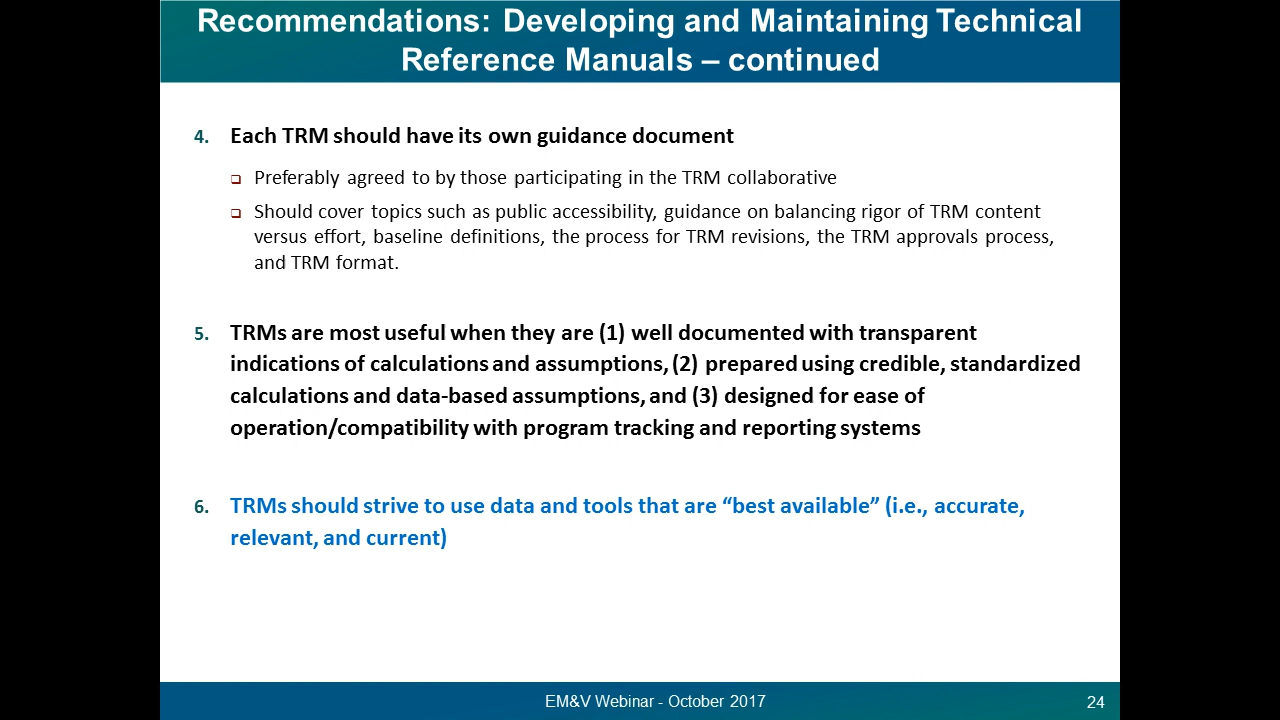 Recommendations: Developing and Maintaining Technical
Reference Manuals – continued
4. Each TRM should have its own guidance document
Preferably agreed to by those participating in the TRM collaborative
Should cover topics such as public accessibility, guidance on balancing rigor of TRM content
versus effort, baseline definitions, the process for TRM revisions, the TRM approvals process,
and TRM format.
5. TRMs are most useful when they are (1) well documented with transparent
indications of calculations and assumptions, (2) prepared using credible, standardized
calculations and data-based assumptions, and (3) designed for ease of
operation/compatibility with program tracking and reporting systems
6. TRMs should strive to use data and tools that are “best available” (i.e., accurate,
relevant, and current)
EM&V Webinar - October 2017
24